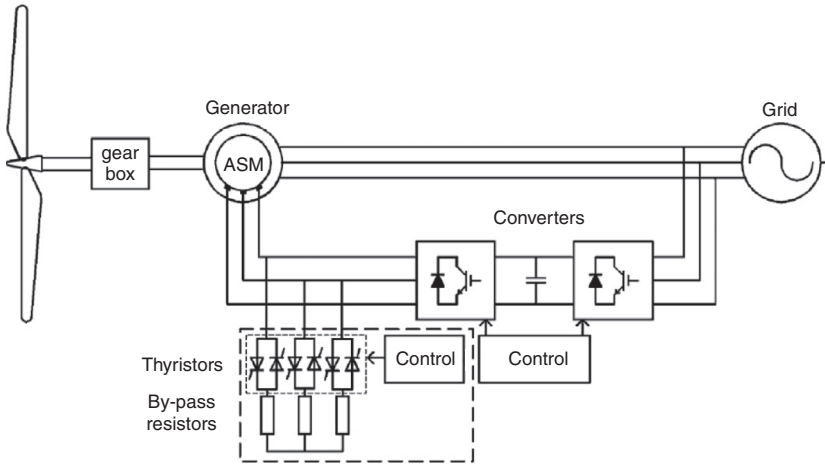 Generator
Grid
gear
box
ASM
Converters
Thyristors
Control
Control
By-pass
resistors